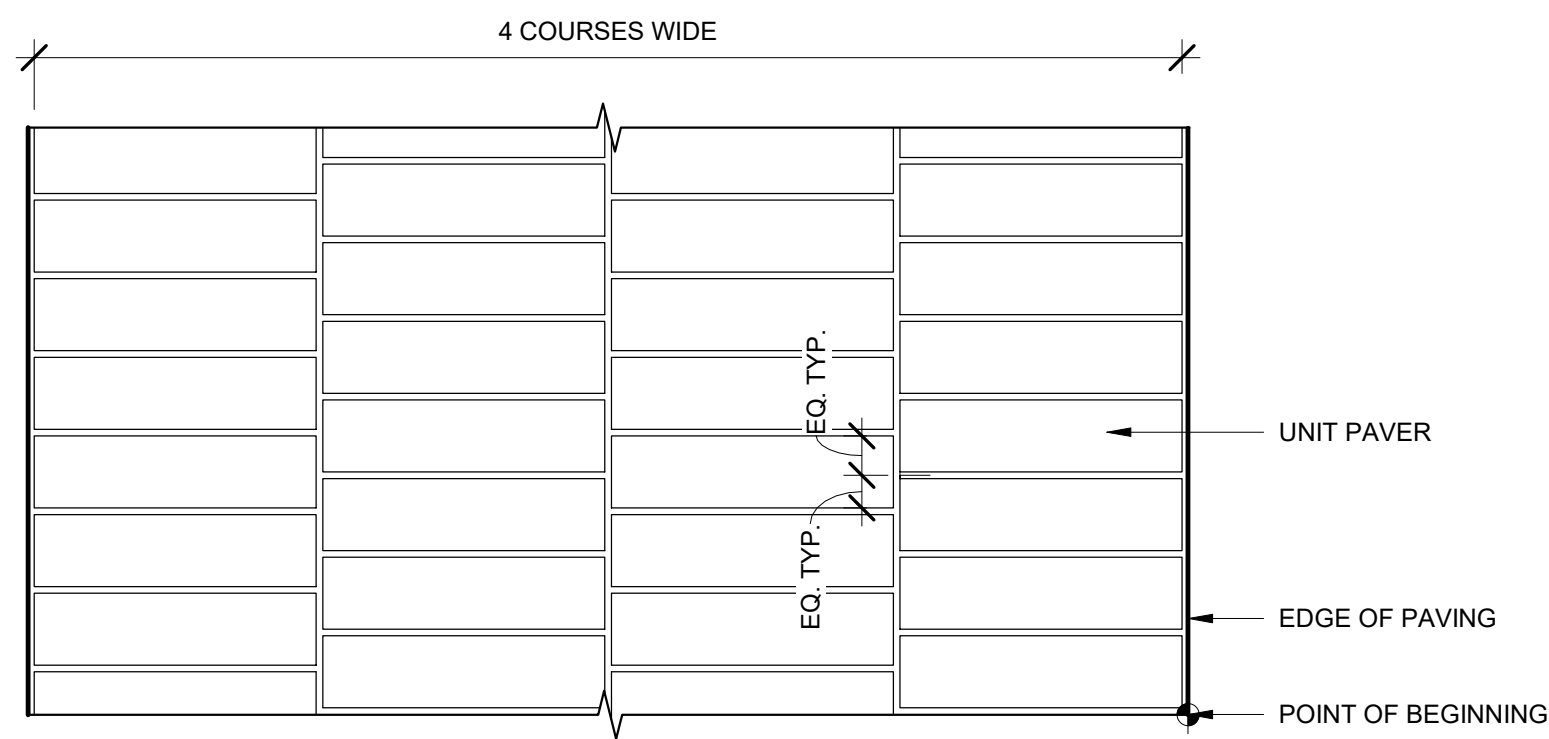 4 COURSES WIDE
EQ. TYP.
EQ. TYP.
UNIT PAVER
EDGE OF PAVING
POINT OF BEGINNING